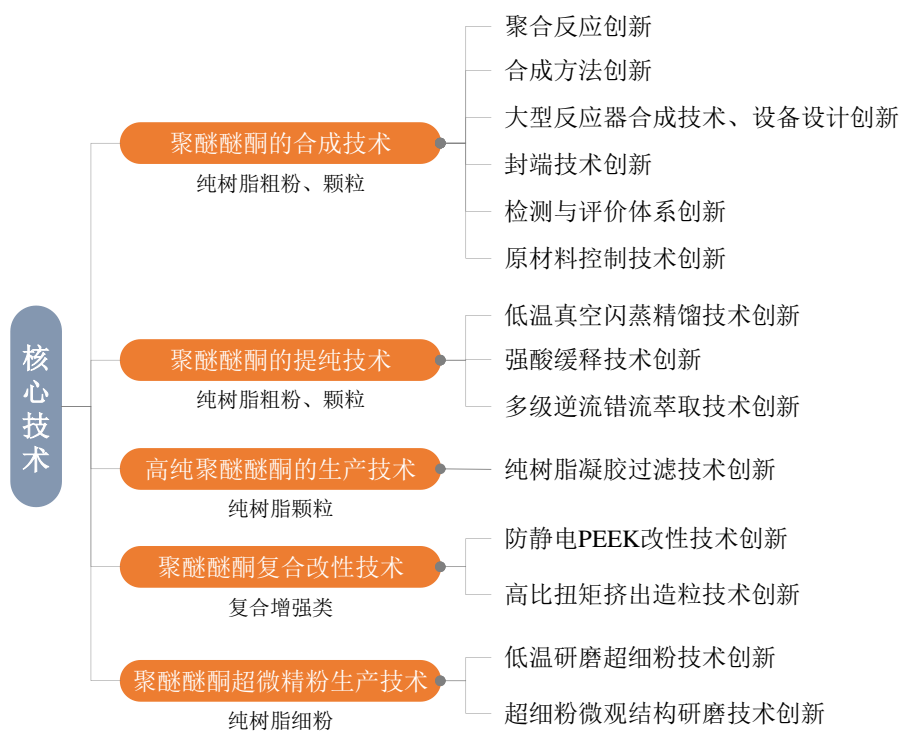 核心技术
聚醚醚酮的合成技术
纯树脂粗粉、颗粒
聚合反应创新
合成方法创新
大型反应器合成技术、设备设计创新
封端技术创新
检测与评价体系创新
原材料控制技术创新
聚醚醚酮的提纯技术
纯树脂粗粉、颗粒
低温真空闪蒸精馏技术创新
强酸缓释技术创新
多级逆流错流萃取技术创新
高纯聚醚醚酮的生产技术
纯树脂颗粒
纯树脂凝胶过滤技术创新
聚醚醚酮复合改性技术
复合增强类
防静电PEEK改性技术创新
高比扭矩挤出造粒技术创新
聚醚醚酮超微精粉生产技术
纯树脂细粉
低温研磨超细粉技术创新
超细粉微观结构研磨技术创新